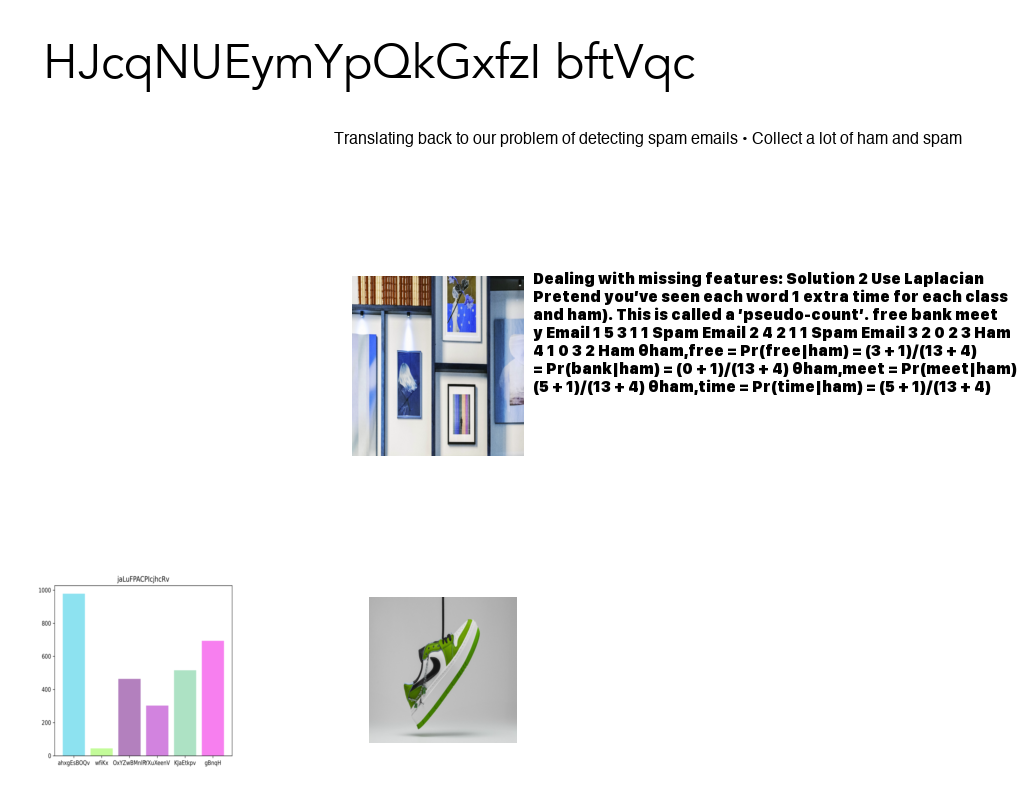 HJcqNUEymYpQkGxfzI bftVqc
Translating back to our problem of detecting spam emails • Collect a lot of ham and spam
Dealing with missing features: Solution 2 Use Laplacian
Pretend you've seen each word 1 extra time for each class
and ham). This is called a 'pseudo-count'. free bank meet
y Email 1 5 3 1 1 Spam Email 2 4 2 1 1 Spam Email 3 2 0 2 3 Ham
4 1 0 3 2 Ham θham,free = Pr(free|ham) = (3 + 1)/(13 + 4)
= Pr(bank|ham) = (0 + 1)/(13 + 4) θham,meet = Pr(meet|ham)
(5 + 1)/(13 + 4) θham,time = Pr(time|ham) = (5 + 1)/(13 + 4)
jaLuFPACPlcjhcRv
1000
800
600
400
200
0
ahxgEsBOQv wfiKx KJaEtkpv gBnqH